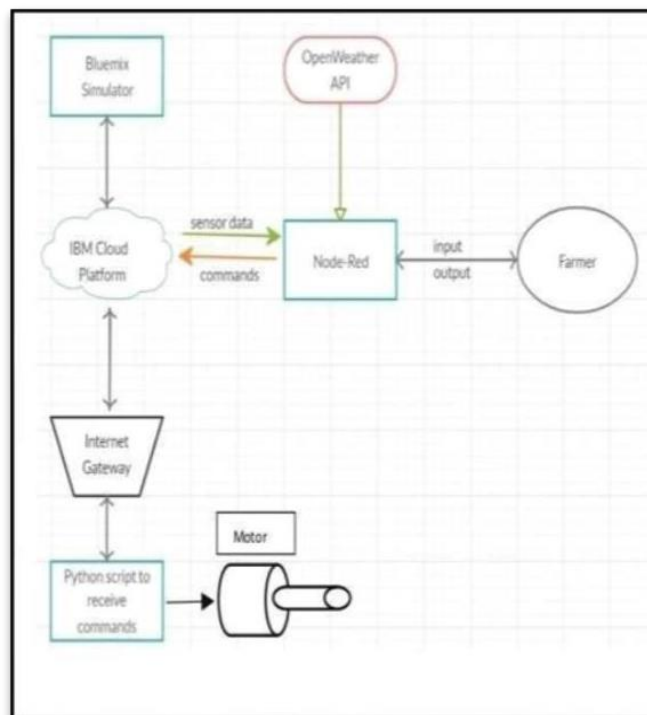 Bluemix
Simulator
OpenWeather
API
sensor data
IBM Cloud
Platform
commands
Node-Red
input
output
Farmer
Internet
Gateway
Motor
Python script to
receive
commands